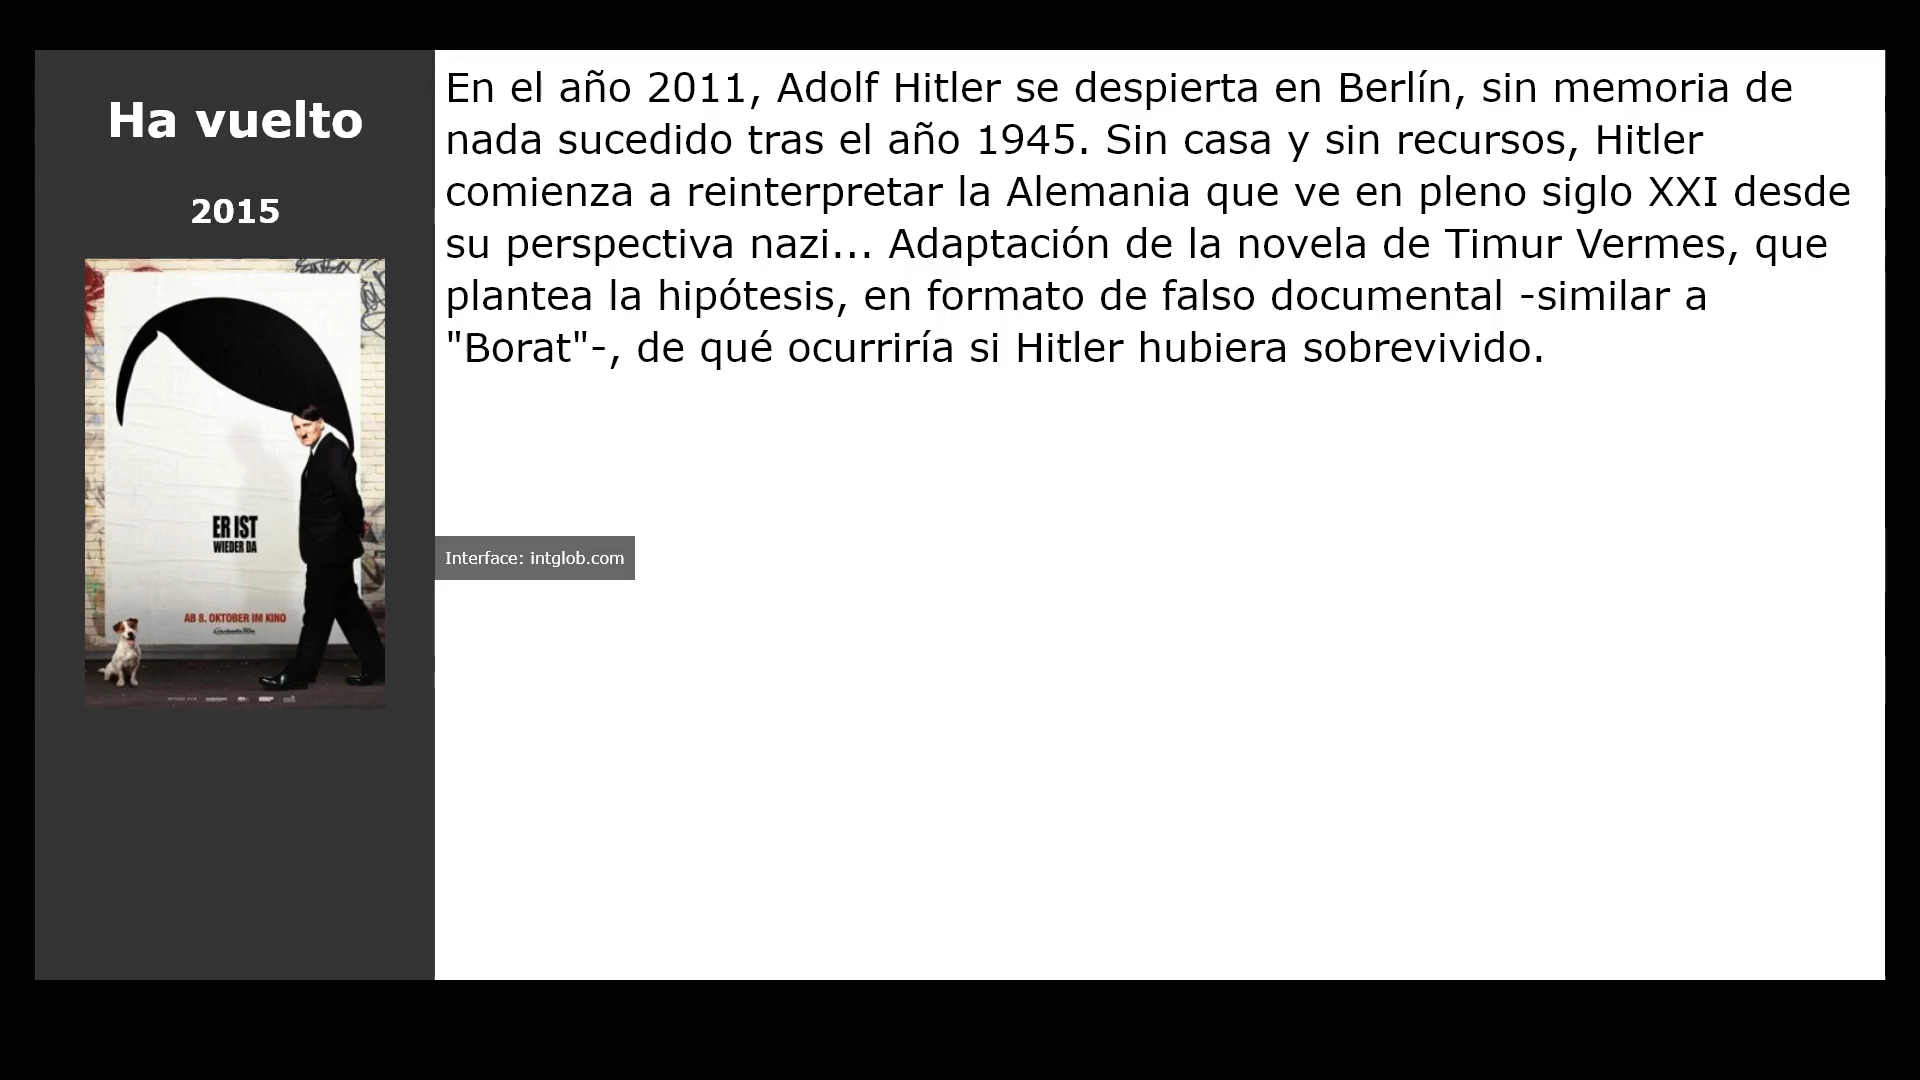 Ha vuelto
2015
ER IST
WIEDER DA
AB 8. OKTOBER IM KINO
Constantin Film
En el año 2011, Adolf Hitler se despierta en Berlín, sin memoria de
nada sucedido tras el año 1945. Sin casa y sin recursos, Hitler
comienza a reinterpretar la Alemania que ve en pleno siglo XXI desde
su perspectiva nazi... Adaptación de la novela de Timur Vermes, que
plantea la hipótesis, en formato de falso documental -similar a
"Borat"-, de qué ocurriría si Hitler hubiera sobrevivido.
Interface: intglob.com